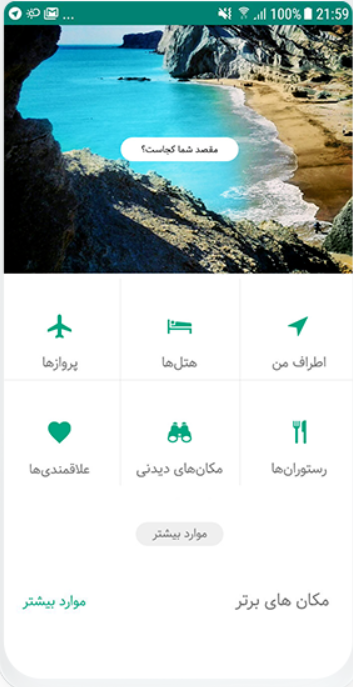 ... 100% 21:59
مقصد شما کجاست؟
اطراف من هتل‌ها پروازها
رستوران‌ها مکان‌های دیدنی علاقمندی‌ها
موارد بیشتر
مکان های برتر موارد بیشتر